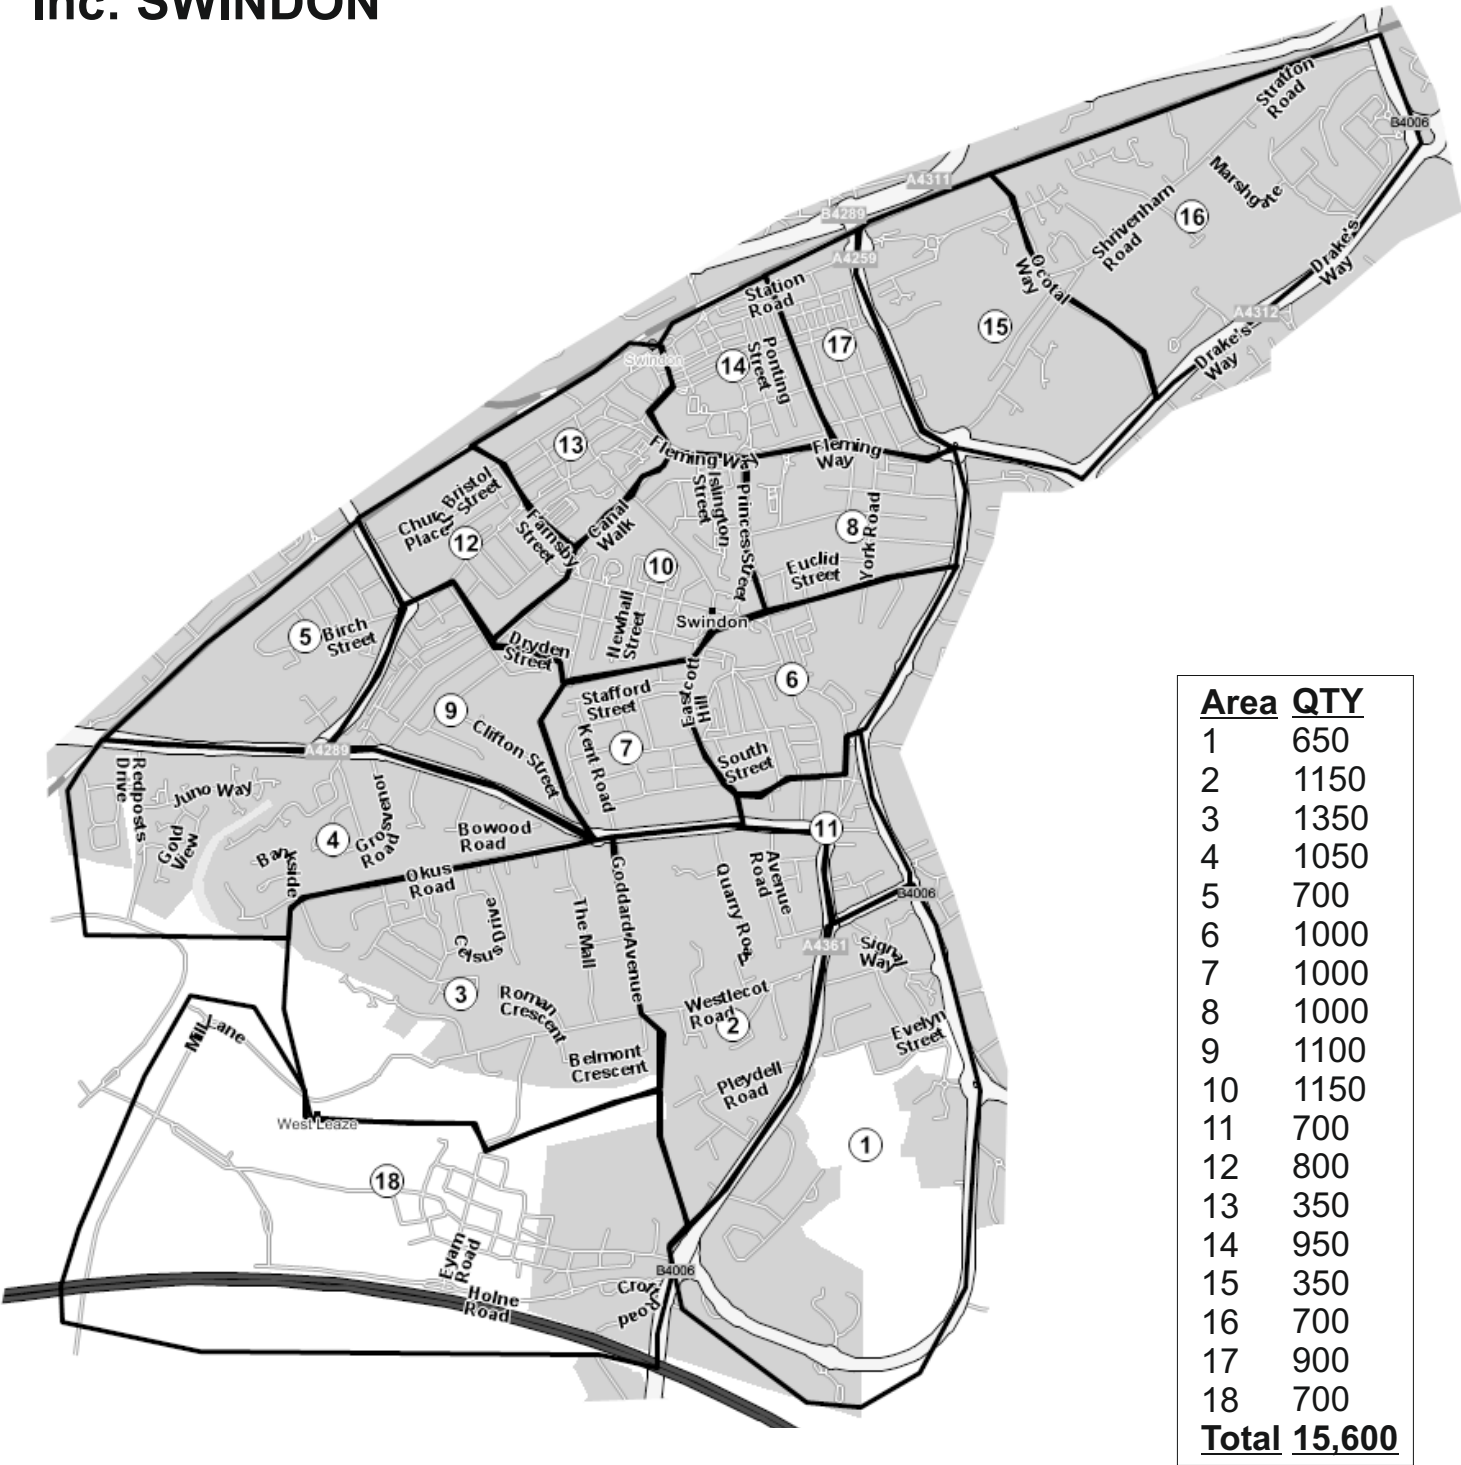 Inc. SWINDON
Stratton
Road
B4006
A4311
Marshgate
B4289
16
Shrivenham
Road
A4259
Drake's
Way
Ocotal
Way
Station
Road
A4312
15
17
Drake's
Way
Swindon
14
Ponting
Street
13
Fleming Way
Fleming
Way
Bristol
Street
Islington
Street
Princes Street
Church
Place
Farnsby
Street
Canal
Walk
8
York Road
12
10
Euclid
Street
Newhall
Street
Swindon
5
Birch
Street
Dryden
Street
6
Stafford
Street
Eastcott
Hill
9
Clifton Street
7
Kent Road
South
Street
A4289
Redposts
Drive
Juno Way
Grosvenor
Road
Gold
View
4
Bankside
Bowood
Road
11
Okus
Road
Goddard Avenue
Avenue
Road
Quarry Road
B4006
The Mall
Celsus
Drive
A4361
Signal
Way
3
Roman
Crescent
Westlecot
Road
2
Evelyn
Street
Mill Lane
Belmont
Crescent
Pleydell
Road
West Leaze
1
18
Eyam
Road
B4006
Holne
Road
Croft
Road
Area QTY
1 650
2 1150
3 1350
4 1050
5 700
6 1000
7 1000
8 1000
9 1100
10 1150
11 700
12 800
13 350
14 950
15 350
16 700
17 900
18 700
Total 15,600